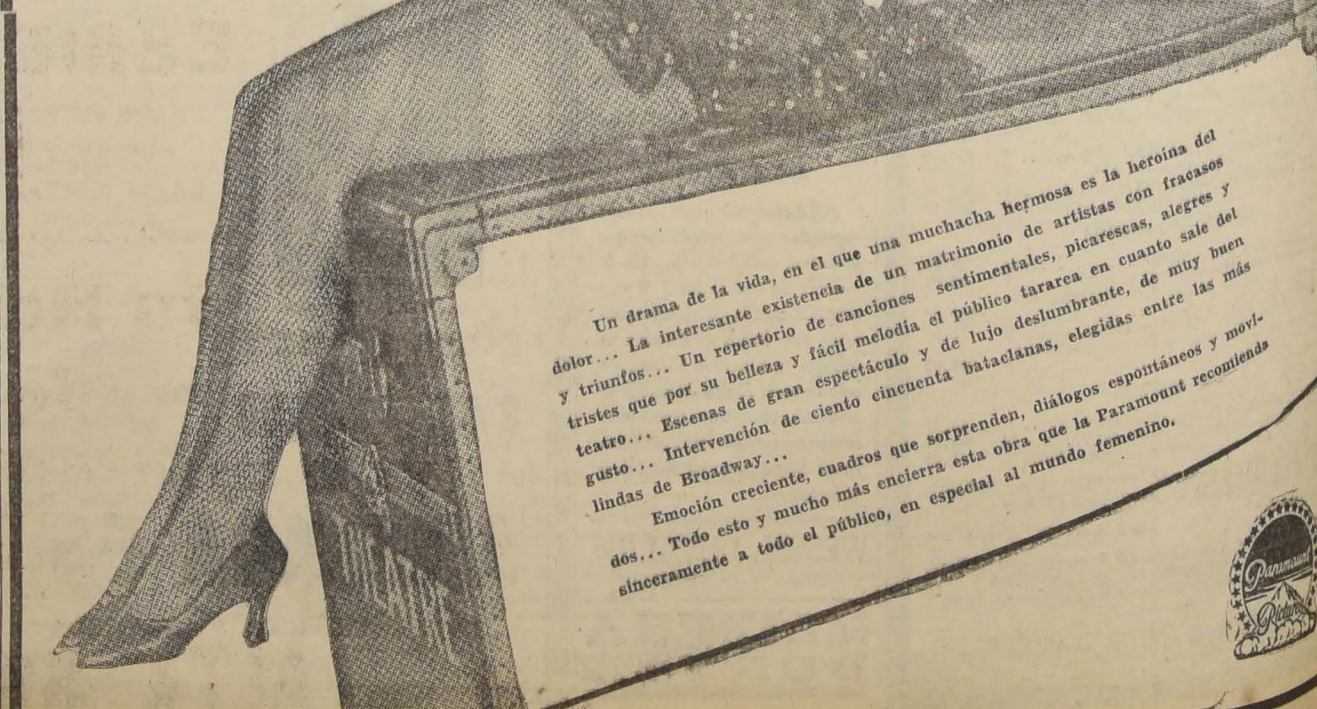 Un drama de la vida, en el que una muchacha hermosa es la heroína del
dolor... La interesante existencia de un matrimonio de artistas con fracasos
y triunfos... Un repertorio de canciones sentimentales, picarescas, alegres y
tristes que por su belleza y fácil melodía el público tararea en cuanto sale del
teatro... Escenas de gran espectáculo y de lujo deslumbrante, de muy buen
gusto... Intervención de ciento cincuenta bataclanas, elegidas entre las más
lindas de Broadway...
Emoción creciente, cuadros que sorprenden, diálogos espontáneos y movi-
dos... Todo esto y mucho más encierra esta obra que la Paramount recomienda
sinceramente a todo el público, en especial al mundo femenino.
Paramount
Pictures